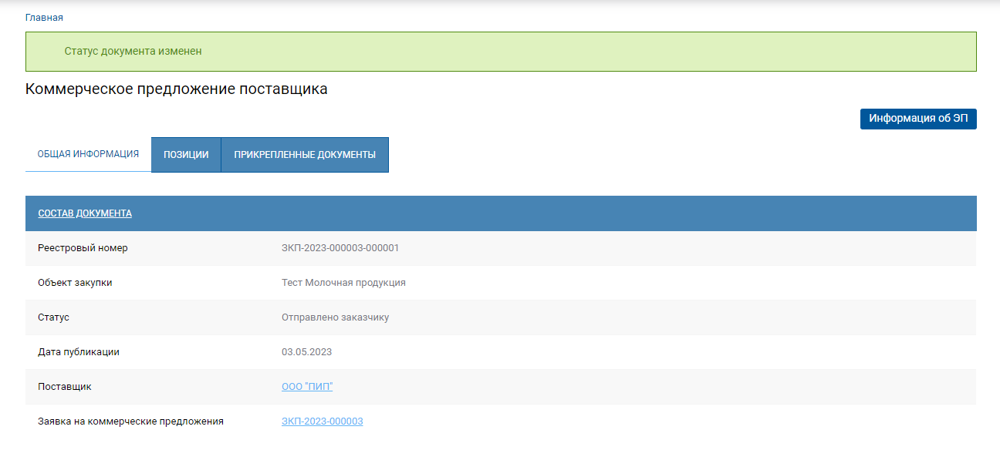 Главная
Статус документа изменен
Коммерческое предложение поставщика
Информация об ЭП
ОБЩАЯ ИНФОРМАЦИЯ ПОЗИЦИИ ПРИКРЕПЛЕННЫЕ ДОКУМЕНТЫ
СОСТАВ ДОКУМЕНТА
Реестровый номер ЗКП-2023-000003-000001
Объект закупки Тест Молочная продукция
Статус Отправлено заказчику
Дата публикации 03.05.2023
Поставщик ООО "ПИП"
Заявка на коммерческие предложения ЗКП-2023-000003